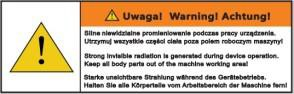 Uwaga! Warning! Achtung!
Silne niewidzialne promieniowanie podczas pracy urządzenia.
Utrzymuj wszystkie części ciała poza polem roboczym maszyny!
Strong invisible radiation is generated during device operation.
Keep all body parts out of the machine working area!
Starke unsichtbare Strahlung während des Gerätebetriebs.
Halten Sie alle Körperteile vom Arbeitsbereich der Maschine fern!